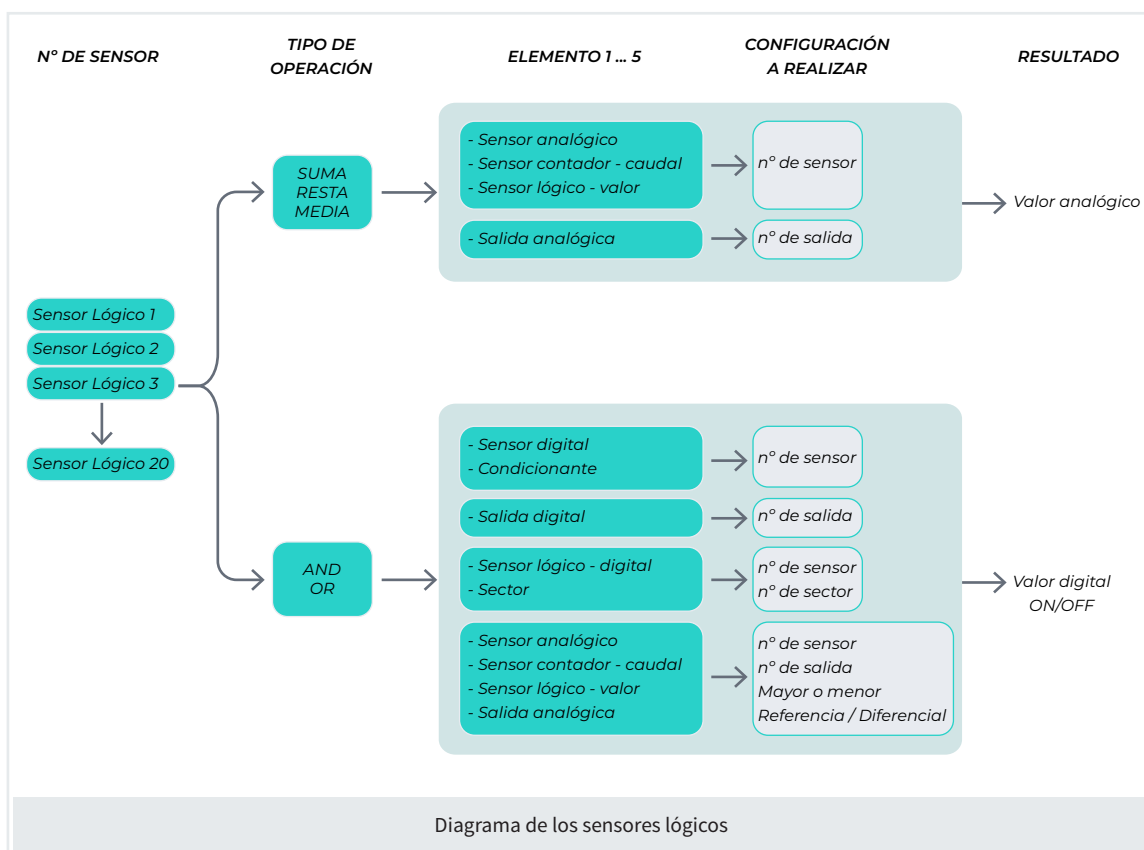 Nº DE SENSOR
TIPO DE
OPERACIÓN
ELEMENTO 1 ... 5
CONFIGURACIÓN
A REALIZAR
RESULTADO
Sensor Lógico 1
Sensor Lógico 2
Sensor Lógico 3
Sensor Lógico 20
SUMA
RESTA
MEDIA
- Sensor analógico
- Sensor contador - caudal
- Sensor lógico - valor
nº de sensor
- Salida analógica
nº de salida
Valor analógico
AND
OR
- Sensor digital
- Condicionante
nº de sensor
- Salida digital
nº de salida
- Sensor lógico - digital
- Sector
nº de sensor
nº de sector
- Sensor analógico
- Sensor contador - caudal
- Sensor lógico - valor
- Salida analógica
nº de sensor
nº de salida
Mayor o menor
Referencia / Diferencial
Valor digital
ON/OFF
Diagrama de los sensores lógicos